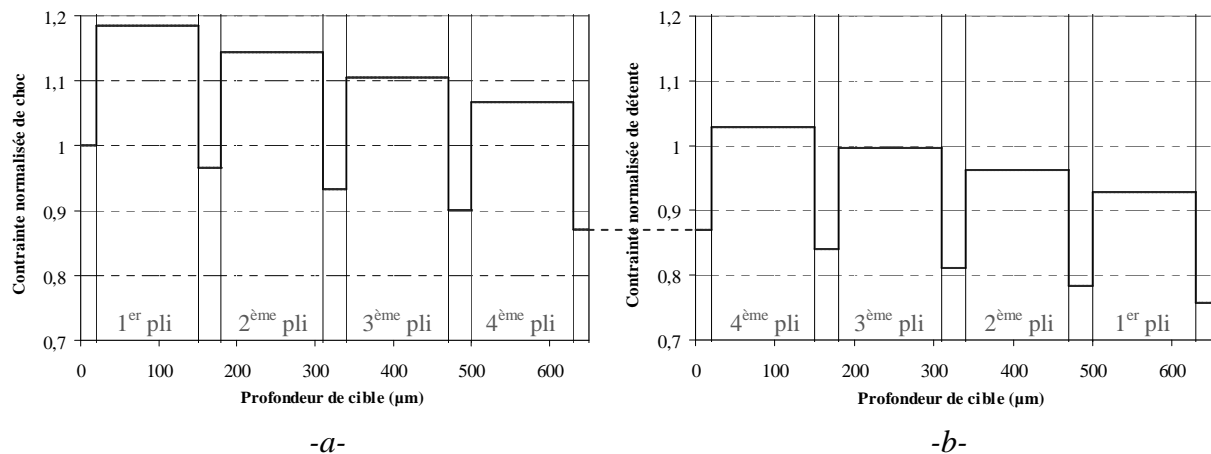 Contrainte normalisée de choc
1,2
1,1
1
0,9
0,8
0,7
1er pli
2ème pli
3ème pli
4ème pli
0 100 200 300 400 500 600
Profondeur de cible (µm)
-a-
Contrainte normalisée de détente
1,2
1,1
1
0,9
0,8
0,7
4ème pli
3ème pli
2ème pli
1er pli
0 100 200 300 400 500 600
Profondeur de cible (µm)
-b-